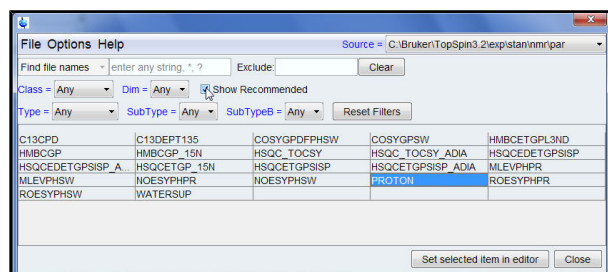 File Options Help Source = C:\Bruker\TopSpin3.2\exp\stan\nmr\par
Find file names enter any string, *, ? Exclude: Clear
Class = Any Dim = Any Show Recommended
Type = Any SubType = Any SubTypeB = Any Reset Filters
C13CPD C13DEPT135 COSYGPDFPHSW COSYGPSW HMBCETGPL3ND
HMBCGP HMBCGP_15N HSQC_TOCSY HSQC_TOCSY_ADIA HSQCEDETGPSISP
HSQCEDETGPSISP_A... HSQCETGP_15N HSQCETGPSISP HSQCETGPSISP_ADIA MLEVPHPR
MLEVPHSW NOESYPHPR NOESYPHSW PROTON ROESYPHPR
ROESYPHSW WATERSUP
Set selected item in editor Close